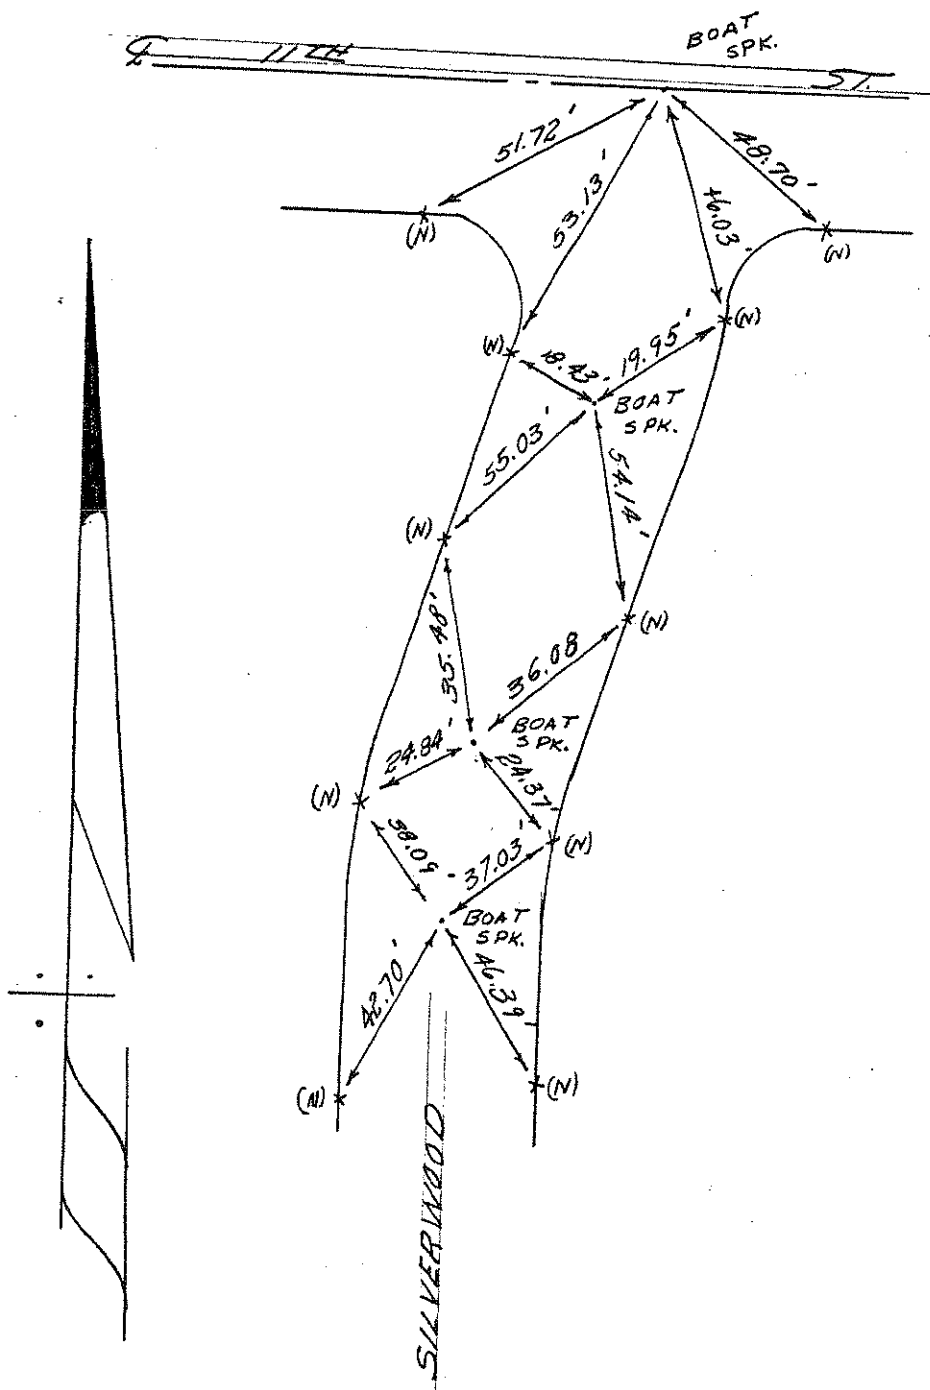 BOAT
SPK.
℄ 11TH ST.
51.72'
53.13'
46.03'
48.70'
(N)
(N)
(N)
(N)
18.43'
19.95'
BOAT
SPK.
55.03'
54.14'
(N)
(N)
35.48'
36.08
BOAT
SPK.
24.84'
24.37'
(N)
(N)
38.09'
37.03'
BOAT
SPK.
42.70'
46.39'
(N)
(N)
SILVERWOOD